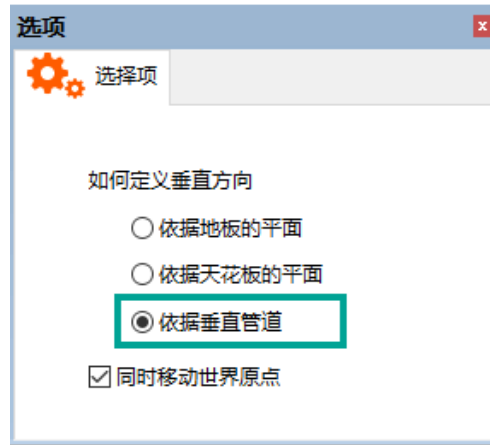 选项
选择项
如何定义垂直方向
依据地板的平面
依据天花板的平面
依据垂直管道
同时移动世界原点